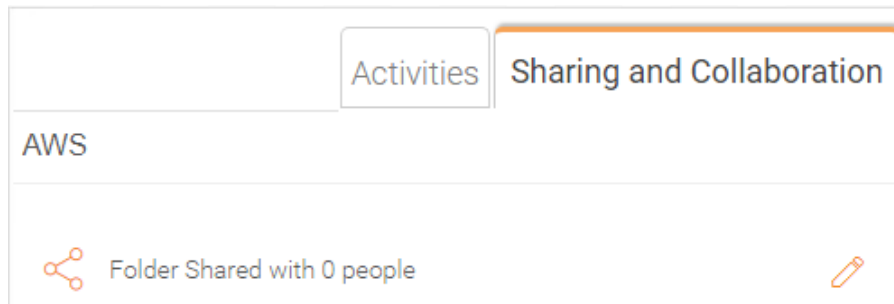 Activities
Sharing and Collaboration
AWS
Folder Shared with 0 people